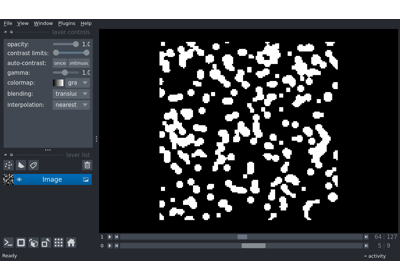 File View Window Plugins Help
layer controls
opacity: 1.0
contrast limits:
auto-contrast: once
gamma: 1.0
colormap: gra
blending: translu
interpolation: nearest
layer list
Image
1 64 127
0 5 9
Ready activity